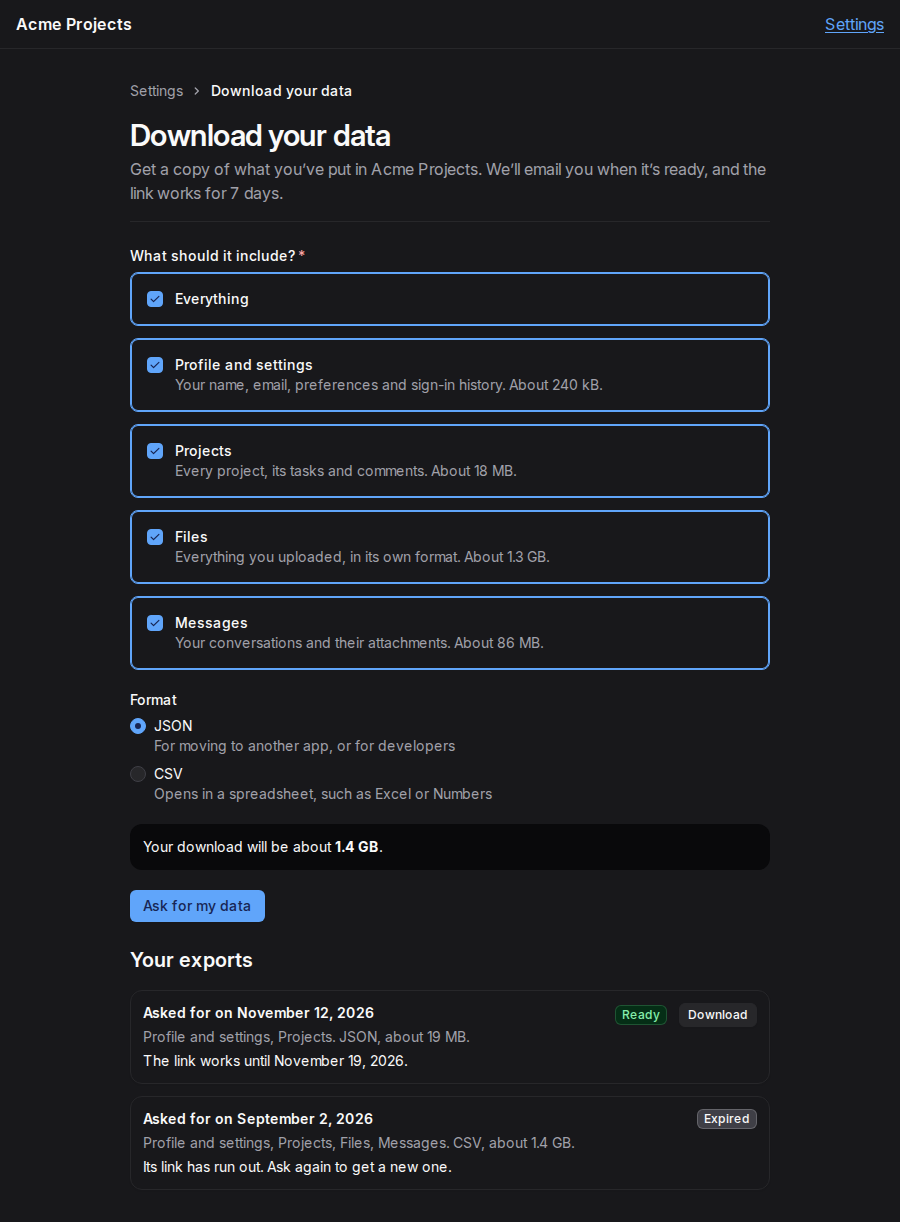 Acme Projects
Settings
Settings > Download your data
Download your data
Get a copy of what you’ve put in Acme Projects. We’ll email you when it’s ready, and the
link works for 7 days.
What should it include? *
Everything
Profile and settings
Your name, email, preferences and sign-in history. About 240 kB.
Projects
Every project, its tasks and comments. About 18 MB.
Files
Everything you uploaded, in its own format. About 1.3 GB.
Messages
Your conversations and their attachments. About 86 MB.
Format
JSON
For moving to another app, or for developers
CSV
Opens in a spreadsheet, such as Excel or Numbers
Your download will be about 1.4 GB.
Ask for my data
Your exports
Asked for on November 12, 2026
Ready
Download
Profile and settings, Projects. JSON, about 19 MB.
The link works until November 19, 2026.
Asked for on September 2, 2026
Expired
Profile and settings, Projects, Files, Messages. CSV, about 1.4 GB.
Its link has run out. Ask again to get a new one.